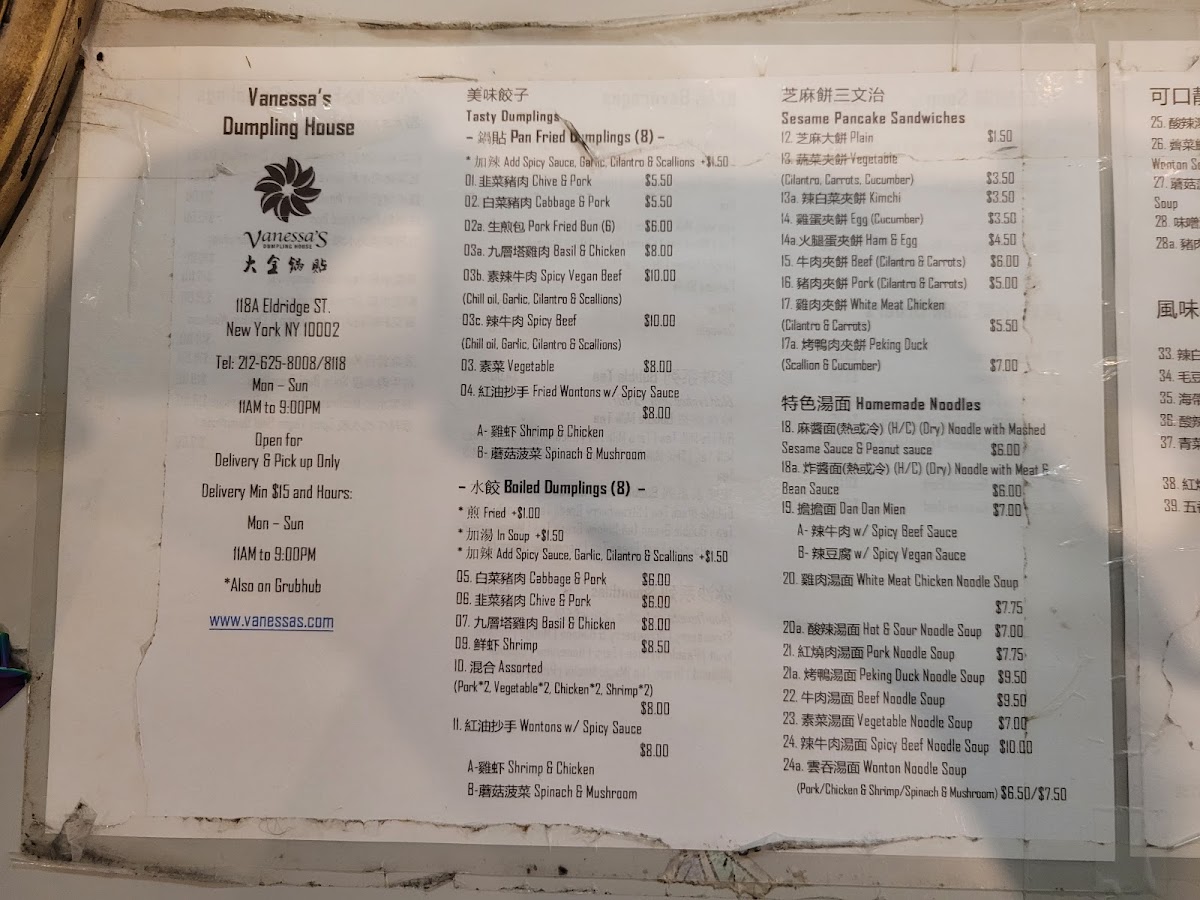 Vanessa's
Dumpling House
VANESSA'S
DUMPLING HOUSE
大金鍋貼
118A Eldridge ST.
New York NY 10002
Tel: 212-625-8008/8118
Mon – Sun
11AM to 9:00PM
Open for
Delivery & Pick up Only
Delivery Min $15 and Hours:
Mon – Sun
11AM to 9:00PM
*Also on Grubhub
www.vanessas.com
美味餃子
Tasty Dumplings
– 鍋貼 Pan Fried Dumplings (8) –
* 加辣 Add Spicy Sauce, Garlic, Cilantro & Scallions +$1.50
01. 韭菜豬肉 Chive & Pork $5.50
02. 白菜豬肉 Cabbage & Pork $5.50
02a. 生煎包 Pork Fried Bun (6) $6.00
03a. 九層塔雞肉 Basil & Chicken $8.00
03b. 素辣牛肉 Spicy Vegan Beef $10.00
(Chill oil, Garlic, Cilantro & Scallions)
03c. 辣牛肉 Spicy Beef $10.00
(Chill oil, Garlic, Cilantro & Scallions)
03. 素菜 Vegetable $8.00
04. 紅油抄手 Fried Wontons w/ Spicy Sauce
$8.00
A- 雞虾 Shrimp & Chicken
B- 蘑菇菠菜 Spinach & Mushroom
– 水餃 Boiled Dumplings (8) –
* 煎 Fried +$1.00
* 加湯 In Soup +$1.50
* 加辣 Add Spicy Sauce, Garlic, Cilantro & Scallions +$1.50
05. 白菜豬肉 Cabbage & Pork $6.00
06. 韭菜豬肉 Chive & Pork $6.00
07. 九層塔雞肉 Basil & Chicken $8.00
09. 鲜虾 Shrimp $8.50
10. 混合 Assorted
(Pork*2, Vegetable*2, Chicken*2, Shrimp*2)
$8.00
11. 紅油抄手 Wontons w/ Spicy Sauce
$8.00
A-雞虾 Shrimp & Chicken
B-蘑菇菠菜 Spinach & Mushroom
芝麻餅三文治
Sesame Pancake Sandwiches
12. 芝麻大餅 Plain $1.50
13. 蔬菜夾餅 Vegetable
(Cilantro, Carrots, Cucumber) $3.50
13a. 辣白菜夾餅 Kimchi $3.50
14. 雞蛋夾餅 Egg (Cucumber) $3.50
14a.火腿蛋夾餅 Ham & Egg $4.50
15. 牛肉夾餅 Beef (Cilantro & Carrots) $6.00
16. 豬肉夾餅 Pork (Cilantro & Carrots) $5.00
17. 雞肉夾餅 White Meat Chicken
(Cilantro & Carrots) $5.50
17a. 烤鴨肉夾餅 Peking Duck
(Scallion & Cucumber) $7.00
特色湯面 Homemade Noodles
18. 麻醬面(熱或冷) (H/C) (Dry) Noodle with Mashed
Sesame Sauce & Peanut sauce $6.00
18a. 炸醬面(熱或冷) (H/C) (Dry) Noodle with Meat &
Bean Sauce $6.00
19. 擔擔面 Dan Dan Mien $7.00
A- 辣牛肉 w/ Spicy Beef Sauce
B- 辣豆腐 w/ Spicy Vegan Sauce
20. 雞肉湯面 White Meat Chicken Noodle Soup
$7.75
20a. 酸辣湯面 Hot & Sour Noodle Soup $7.00
21. 紅燒肉湯面 Pork Noodle Soup $7.75
21a. 烤鴨湯面 Peking Duck Noodle Soup $9.50
22. 牛肉湯面 Beef Noodle Soup $9.50
23. 素菜湯面 Vegetable Noodle Soup $7.00
24. 辣牛肉湯面 Spicy Beef Noodle Soup $10.00
24a. 雲吞湯面 Wonton Noodle Soup
(Pork/Chicken & Shrimp/Spinach & Mushroom) $6.50/$7.50
可口
25. 酸辣
26. 薺菜
Wonton
27. 蘑菇
Soup
28. 味噌
28a. 豬
風味
33. 辣白
34. 毛豆
35. 海帶
36. 酸辣
37. 青菜
38. 紅
39. 五